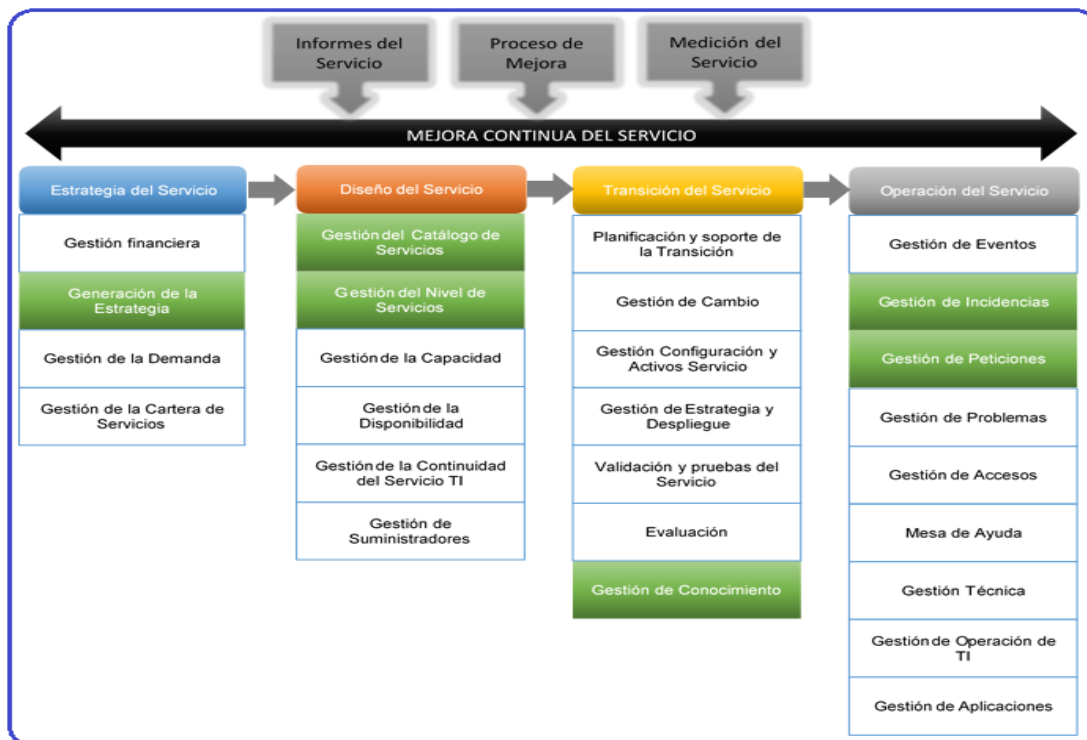 Informes del
Servicio
Proceso de
Mejora
Medición del
Servicio
MEJORA CONTINUA DEL SERVICIO
Estrategia del Servicio
Gestión financiera
Generación de la
Estrategia
Gestión de la Demanda
Gestión de la Cartera de
Servicios
Diseño del Servicio
Gestión del Catálogo de
Servicios
Gestión del Nivel de
Servicios
Gestión de la Capacidad
Gestión de la
Disponibilidad
Gestión de la Continuidad
del Servicio TI
Gestión de
Suministradores
Transición del Servicio
Planificación y soporte de
la Transición
Gestión de Cambio
Gestión Configuración y
Activos Servicio
Gestión de Estrategia y
Despliegue
Validación y pruebas del
Servicio
Evaluación
Gestión de Conocimiento
Operación del Servicio
Gestión de Eventos
Gestión de Incidencias
Gestión de Peticiones
Gestión de Problemas
Gestión de Accesos
Mesa de Ayuda
Gestión Técnica
Gestión de Operación de
TI
Gestión de Aplicaciones